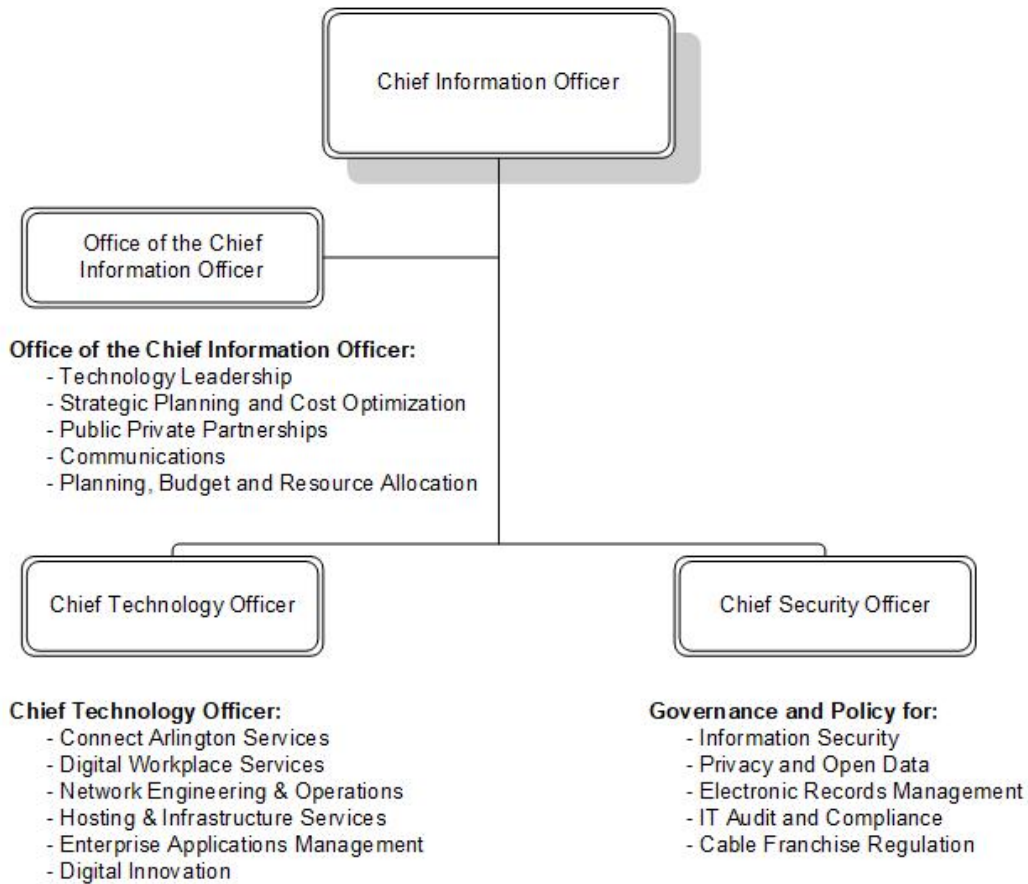 Chief Information Officer
Office of the Chief
Information Officer
Office of the Chief Information Officer:
- Technology Leadership
- Strategic Planning and Cost Optimization
- Public Private Partnerships
- Communications
- Planning, Budget and Resource Allocation
Chief Technology Officer
Chief Security Officer
Chief Technology Officer:
- Connect Arlington Services
- Digital Workplace Services
- Network Engineering & Operations
- Hosting & Infrastructure Services
- Enterprise Applications Management
- Digital Innovation
Governance and Policy for:
- Information Security
- Privacy and Open Data
- Electronic Records Management
- IT Audit and Compliance
- Cable Franchise Regulation